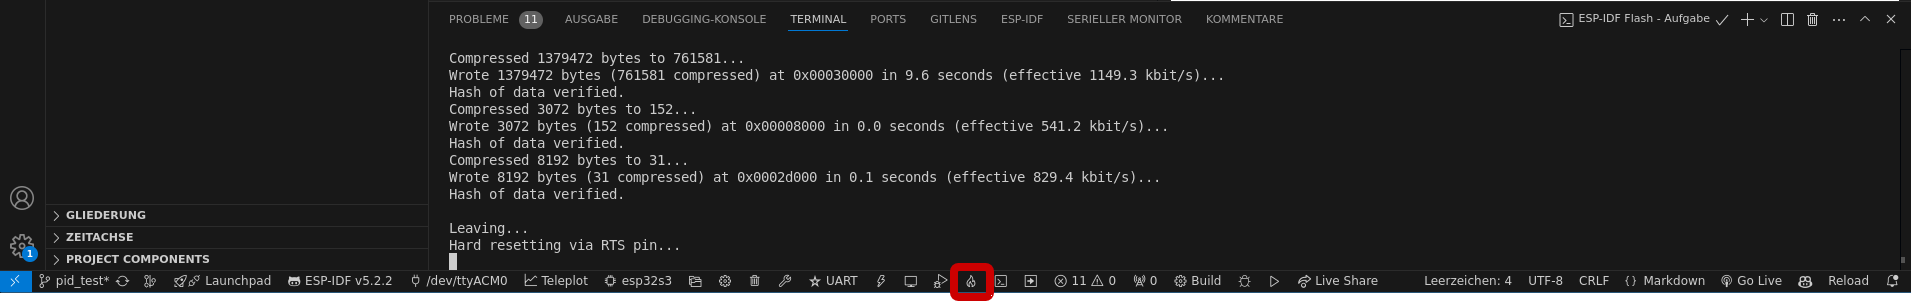 PROBLEME 11 AUSGABE DEBUGGING-KONSOLE TERMINAL PORTS GITLENS ESP-IDF SERIELLER MONITOR KOMMENTARE ESP-IDF Flash - Aufgabe
Compressed 1379472 bytes to 761581...
Wrote 1379472 bytes (761581 compressed) at 0x00030000 in 9.6 seconds (effective 1149.3 kbit/s)...
Hash of data verified.
Compressed 3072 bytes to 152...
Wrote 3072 bytes (152 compressed) at 0x00008000 in 0.0 seconds (effective 541.2 kbit/s)...
Hash of data verified.
Compressed 8192 bytes to 31...
Wrote 8192 bytes (31 compressed) at 0x0002d000 in 0.1 seconds (effective 829.4 kbit/s)...
Hash of data verified.
Leaving...
Hard resetting via RTS pin...
GLIEDERUNG
1
ZEITACHSE
PROJECT COMPONENTS
pid_test* Launchpad ESP-IDF v5.2.2 /dev/ttyACM0 Teleplot esp32s3 UART 11 0 0 Build Live Share Leerzeichen: 4 UTF-8 CRLF {} Markdown Go Live Reload